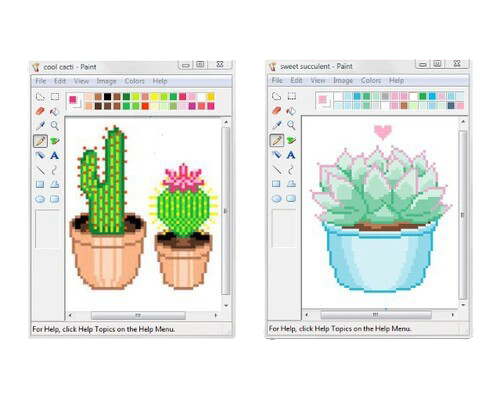 cool cacti - Paint
File Edit View Image Colors Help
A
For Help, click Help Topics on the Help Menu.
sweet succulent - Paint
File Edit View Image Colors Help
A
For Help, click Help Topics on the Help Menu.